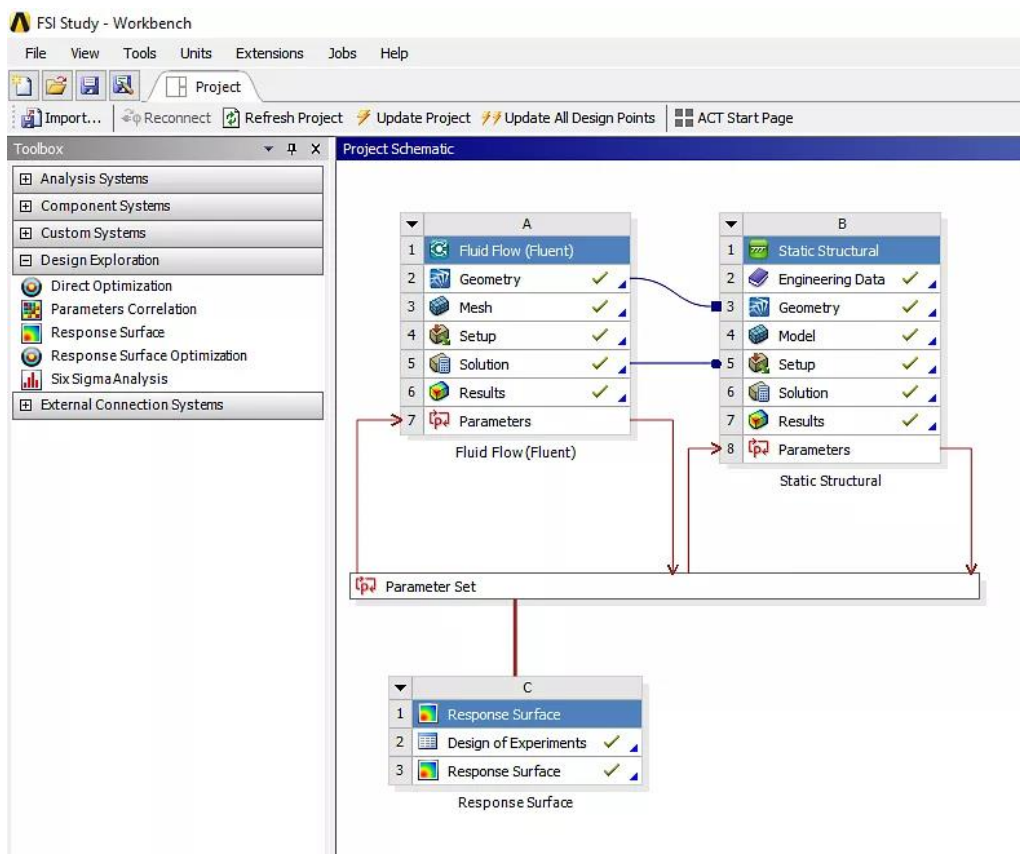 FSI Study - Workbench
File View Tools Units Extensions Jobs Help
Project
Import... Reconnect Refresh Project Update Project Update All Design Points ACT Start Page
Toolbox
Analysis Systems
Component Systems
Custom Systems
Design Exploration
Direct Optimization
Parameters Correlation
Response Surface
Response Surface Optimization
Six Sigma Analysis
External Connection Systems
Project Schematic
A
1 Fluid Flow (Fluent)
2 Geometry
3 Mesh
4 Setup
5 Solution
6 Results
7 Parameters
Fluid Flow (Fluent)
B
1 Static Structural
2 Engineering Data
3 Geometry
4 Model
5 Setup
6 Solution
7 Results
8 Parameters
Static Structural
Parameter Set
C
1 Response Surface
2 Design of Experiments
3 Response Surface
Response Surface